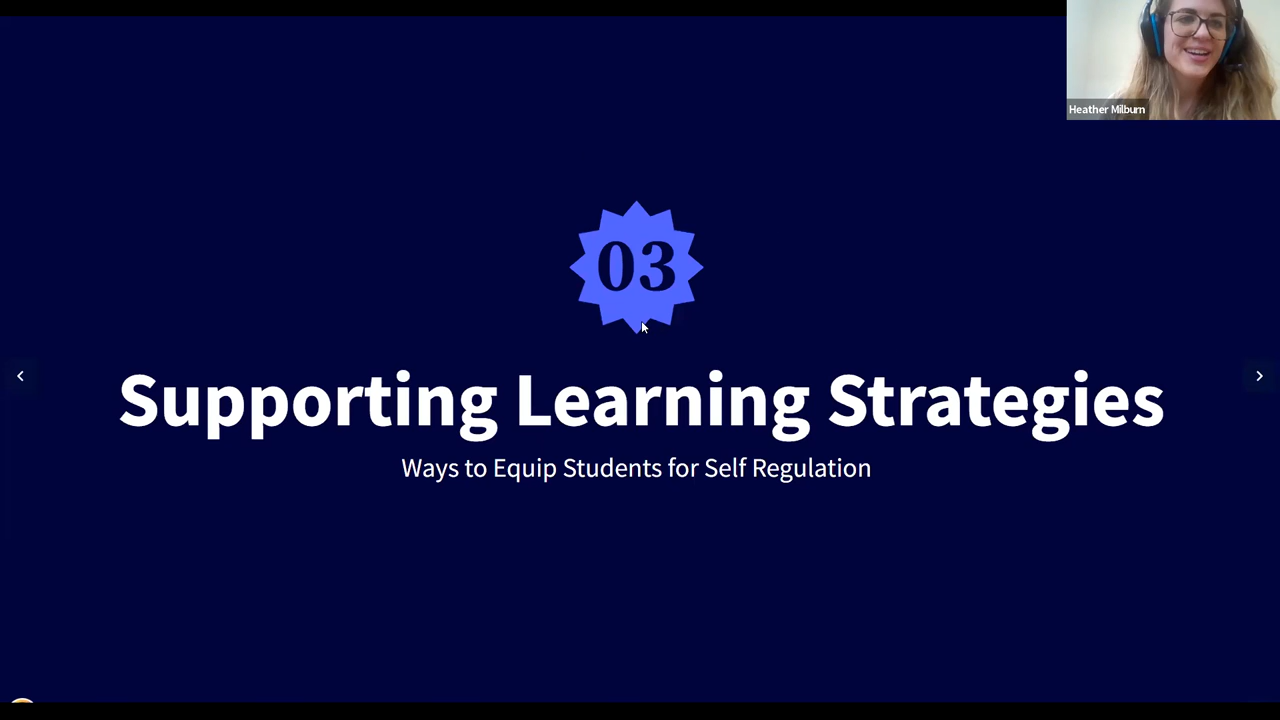 Heather Milburn
03
Supporting Learning Strategies
Ways to Equip Students for Self Regulation